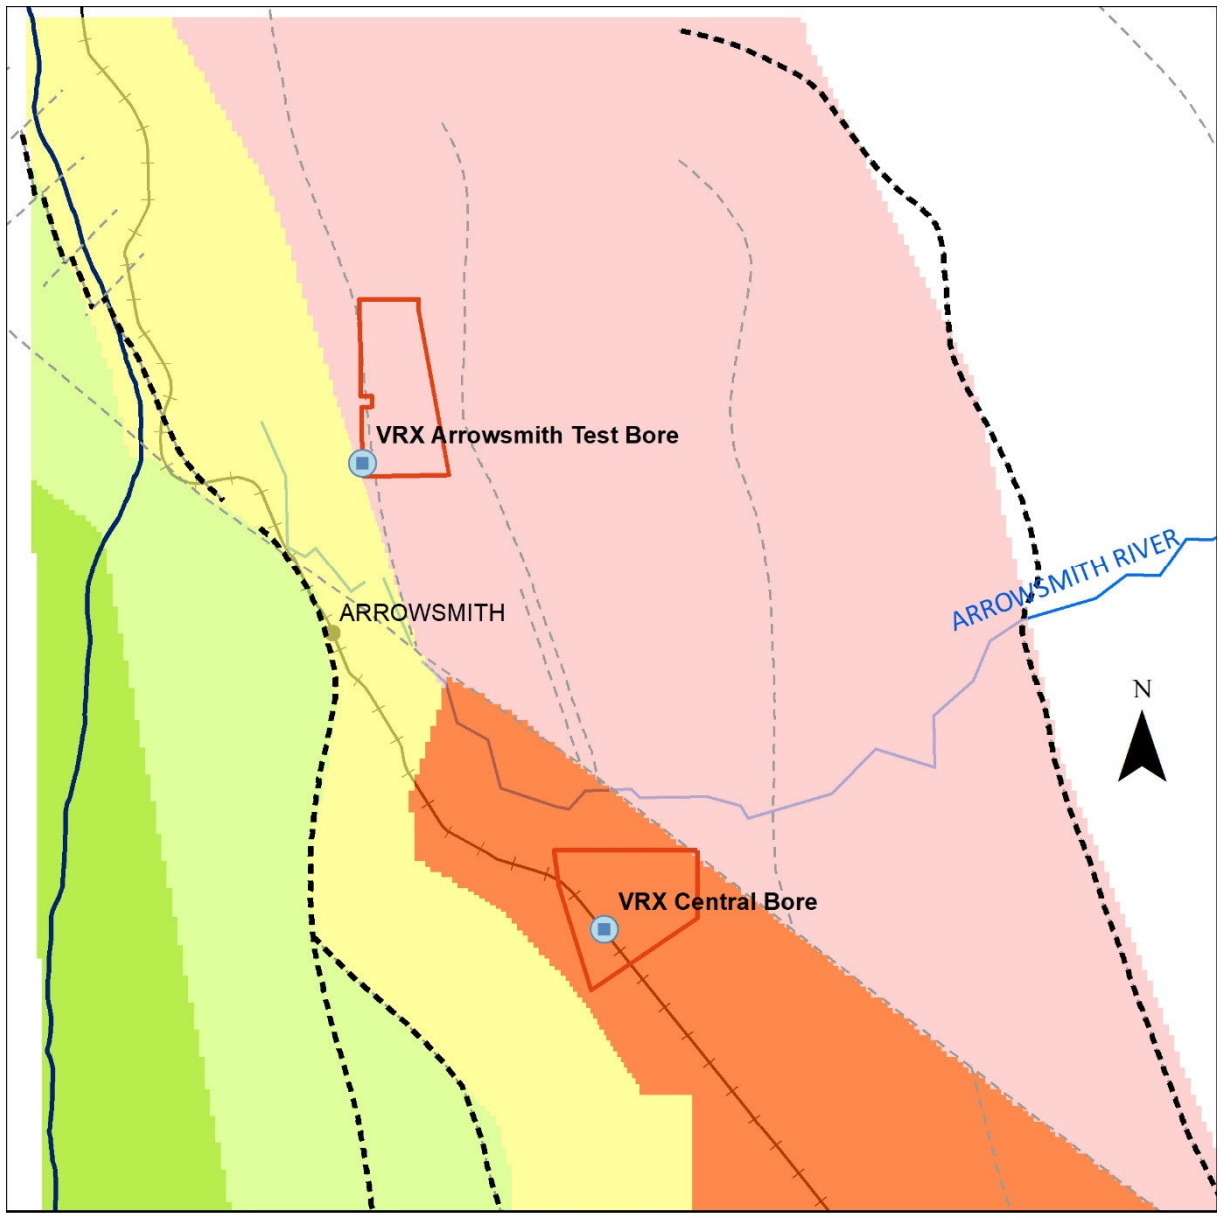 VRX Arrowsmith Test Bore
ARROWSMITH RIVER
ARROWSMITH
N
VRX Central Bore